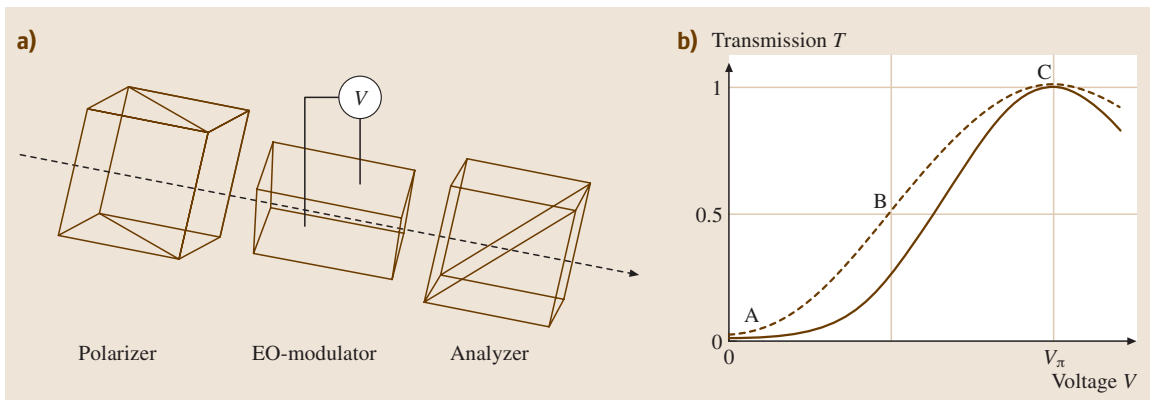 a)
V
Polarizer
EO-modulator
Analyzer
b)
Transmission T
1
0.5
0
A
B
C
0
Vπ
Voltage V